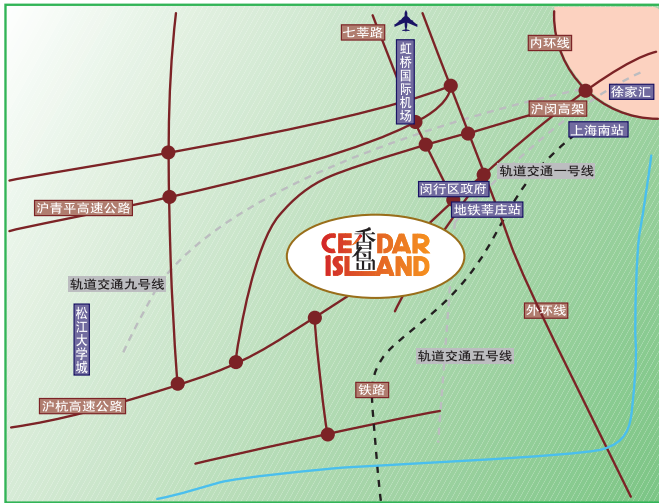 七莘路
虹桥国际机场
内环线
徐家汇
沪闵高架
上海南站
轨道交通一号线
闵行区政府
地铁莘庄站
沪青平高速公路
CEDAR
ISLAND
香岛
轨道交通九号线
松江大学城
外环线
轨道交通五号线
铁路
沪杭高速公路